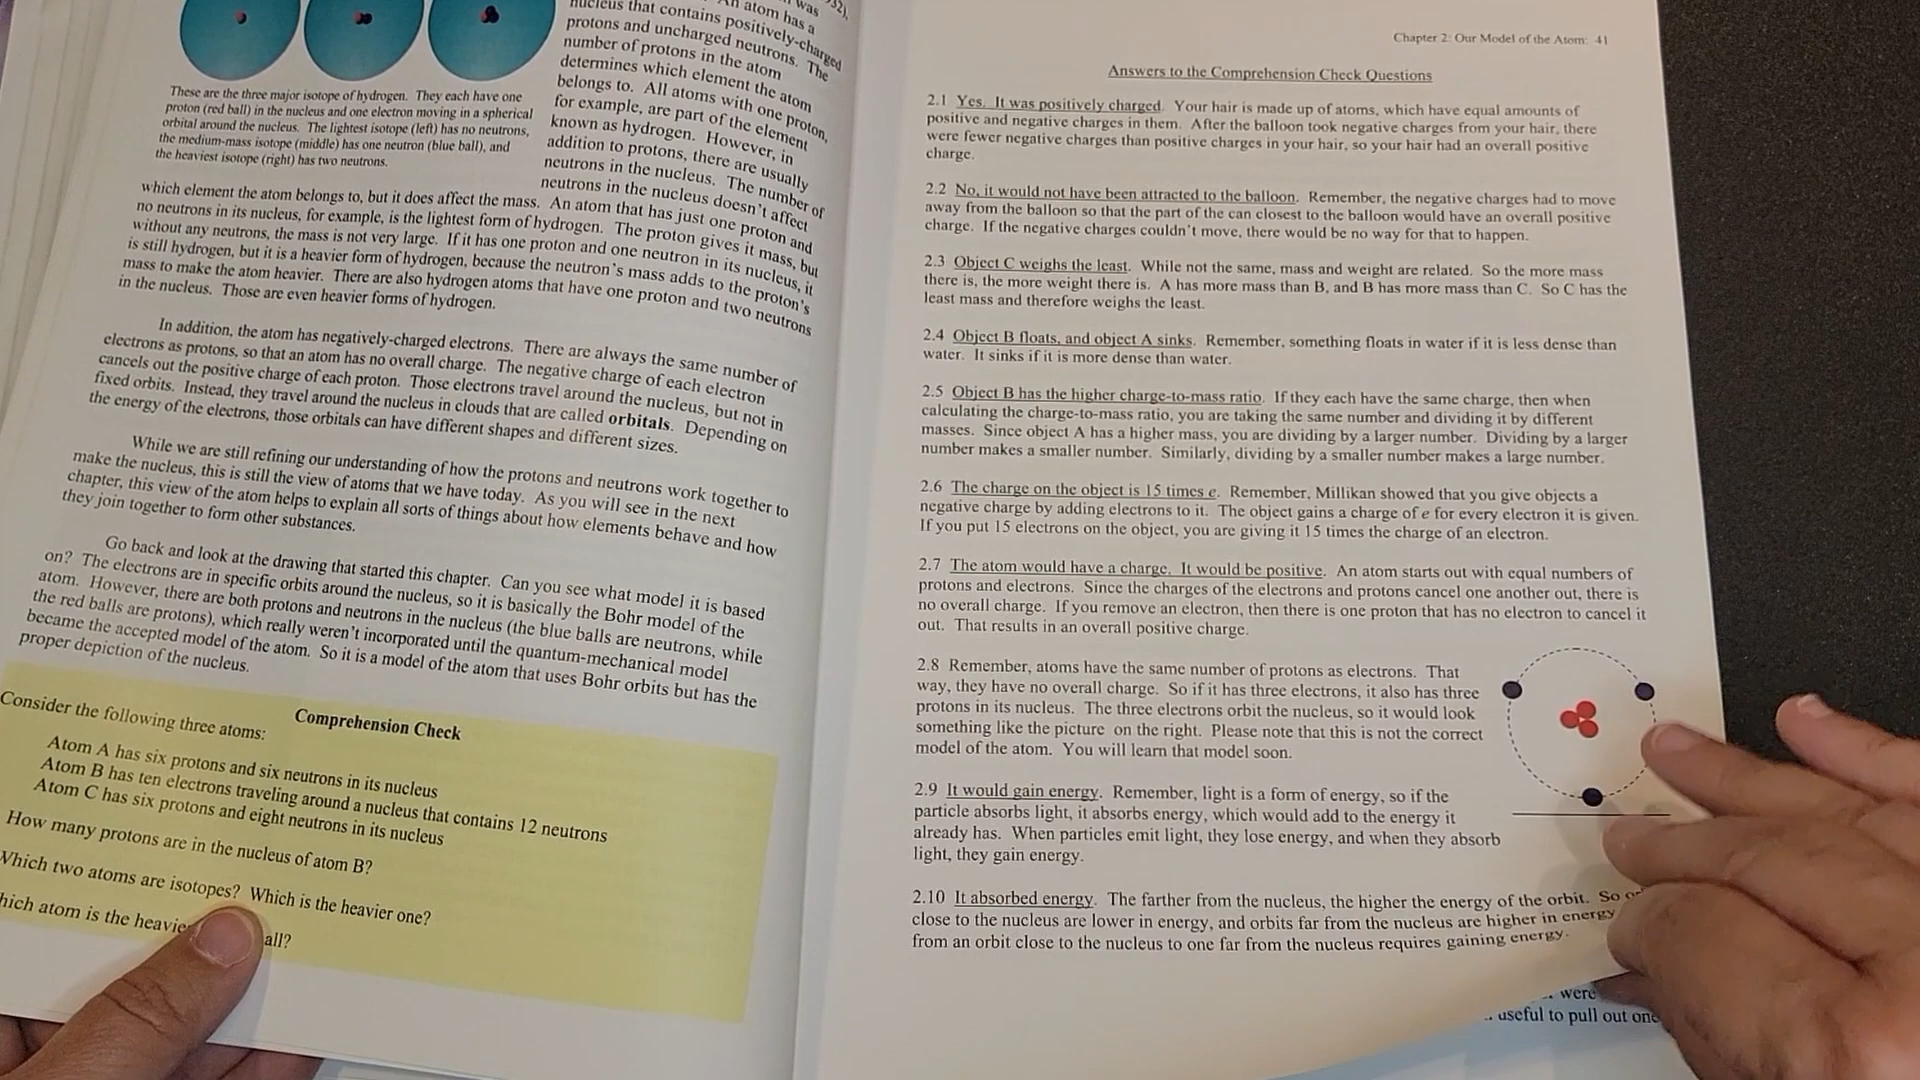 was
32),
An atom has a
nucleus that contains positively-charged
protons and uncharged neutrons. The
number of protons in the atom
determines which element the atom
belongs to. All atoms with one proton,
for example, are part of the element
known as hydrogen. However, in
addition to protons, there are usually
neutrons in the nucleus. The number of
neutrons in the nucleus doesn't affect
These are the three major isotope of hydrogen. They each have one
proton (red ball) in the nucleus and one electron moving in a spherical
orbital around the nucleus. The lightest isotope (left) has no neutrons,
the medium-mass isotope (middle) has one neutron (blue ball), and
the heaviest isotope (right) has two neutrons.
which element the atom belongs to, but it does affect the mass. An atom that has just one proton and
no neutrons in its nucleus, for example, is the lightest form of hydrogen. The proton gives it mass, but
without any neutrons, the mass is not very large. If it has one proton and one neutron in its nucleus, it
is still hydrogen, but it is a heavier form of hydrogen, because the neutron's mass adds to the proton's
mass to make the atom heavier. There are also hydrogen atoms that have one proton and two neutrons
in the nucleus. Those are even heavier forms of hydrogen.
In addition, the atom has negatively-charged electrons. There are always the same number of
electrons as protons, so that an atom has no overall charge. The negative charge of each electron
cancels out the positive charge of each proton. Those electrons travel around the nucleus, but not in
fixed orbits. Instead, they travel around the nucleus in clouds that are called orbitals. Depending on
the energy of the electrons, those orbitals can have different shapes and different sizes.
While we are still refining our understanding of how the protons and neutrons work together to
make the nucleus, this is still the view of atoms that we have today. As you will see in the next
chapter, this view of the atom helps to explain all sorts of things about how elements behave and how
they join together to form other substances.
Go back and look at the drawing that started this chapter. Can you see what model it is based
on? The electrons are in specific orbits around the nucleus, so it is basically the Bohr model of the
atom. However, there are both protons and neutrons in the nucleus (the blue balls are neutrons, while
the red balls are protons), which really weren't incorporated until the quantum-mechanical model
became the accepted model of the atom. So it is a model of the atom that uses Bohr orbits but has the
proper depiction of the nucleus.
Comprehension Check
Consider the following three atoms:
Atom A has six protons and six neutrons in its nucleus
Atom B has ten electrons traveling around a nucleus that contains 12 neutrons
Atom C has six protons and eight neutrons in its nucleus
How many protons are in the nucleus of atom B?
Which two atoms are isotopes? Which is the heavier one?
hich atom is the heavie all?
Chapter 2: Our Model of the Atom: 41
Answers to the Comprehension Check Questions
2.1 Yes. It was positively charged. Your hair is made up of atoms, which have equal amounts of
positive and negative charges in them. After the balloon took negative charges from your hair, there
were fewer negative charges than positive charges in your hair, so your hair had an overall positive
charge.
2.2 No, it would not have been attracted to the balloon. Remember, the negative charges had to move
away from the balloon so that the part of the can closest to the balloon would have an overall positive
charge. If the negative charges couldn't move, there would be no way for that to happen.
2.3 Object C weighs the least. While not the same, mass and weight are related. So the more mass
there is, the more weight there is. A has more mass than B, and B has more mass than C. So C has the
least mass and therefore weighs the least.
2.4 Object B floats, and object A sinks. Remember, something floats in water if it is less dense than
water. It sinks if it is more dense than water.
2.5 Object B has the higher charge-to-mass ratio. If they each have the same charge, then when
calculating the charge-to-mass ratio, you are taking the same number and dividing it by different
masses. Since object A has a higher mass, you are dividing by a larger number. Dividing by a larger
number makes a smaller number. Similarly, dividing by a smaller number makes a large number.
2.6 The charge on the object is 15 times e. Remember, Millikan showed that you give objects a
negative charge by adding electrons to it. The object gains a charge of e for every electron it is given.
If you put 15 electrons on the object, you are giving it 15 times the charge of an electron.
2.7 The atom would have a charge. It would be positive. An atom starts out with equal numbers of
protons and electrons. Since the charges of the electrons and protons cancel one another out, there is
no overall charge. If you remove an electron, then there is one proton that has no electron to cancel it
out. That results in an overall positive charge.
2.8 Remember, atoms have the same number of protons as electrons. That
way, they have no overall charge. So if it has three electrons, it also has three
protons in its nucleus. The three electrons orbit the nucleus, so it would look
something like the picture on the right. Please note that this is not the correct
model of the atom. You will learn that model soon.
2.9 It would gain energy. Remember, light is a form of energy, so if the
particle absorbs light, it absorbs energy, which would add to the energy it
already has. When particles emit light, they lose energy, and when they absorb
light, they gain energy.
2.10 It absorbed energy. The farther from the nucleus, the higher the energy of the orbit. So
close to the nucleus are lower in energy, and orbits far from the nucleus are higher in energy
from an orbit close to the nucleus to one far from the nucleus requires gaining energy.
were
useful to pull out one